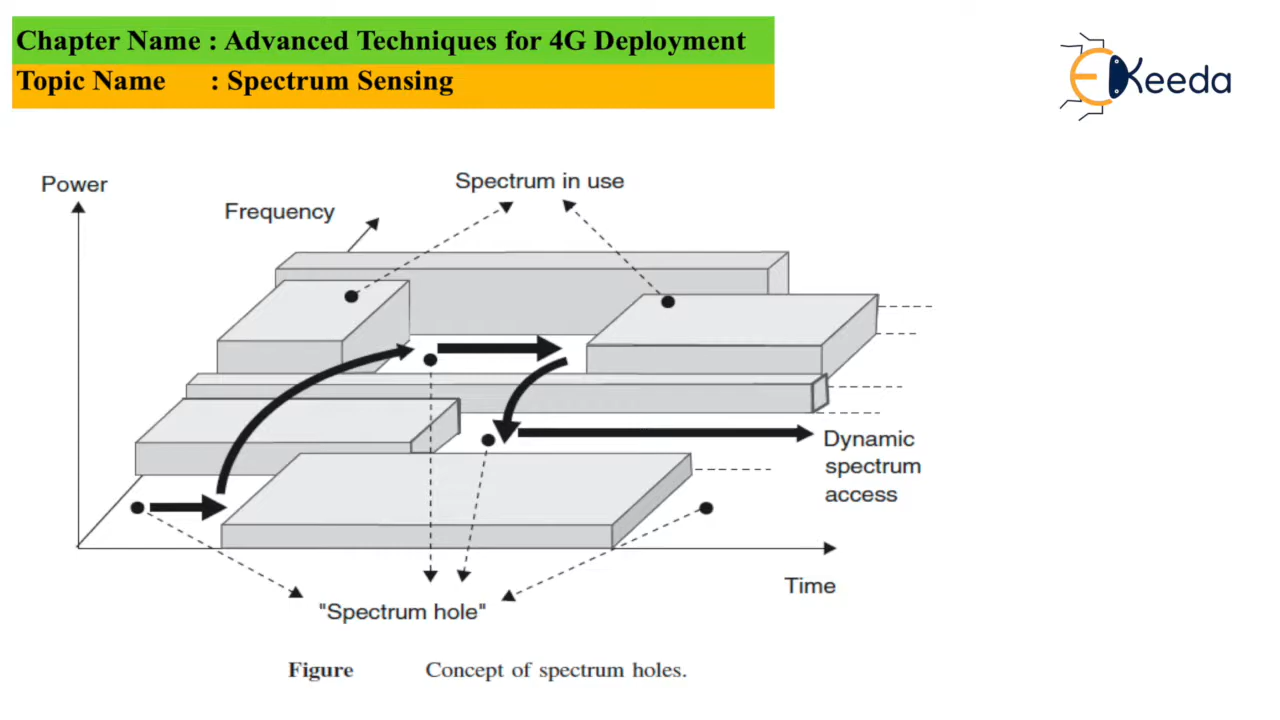 Chapter Name : Advanced Techniques for 4G Deployment
Topic Name : Spectrum Sensing
EKeeda
Power
Frequency
Spectrum in use
Dynamic
spectrum
access
Time
"Spectrum hole"
Figure Concept of spectrum holes.